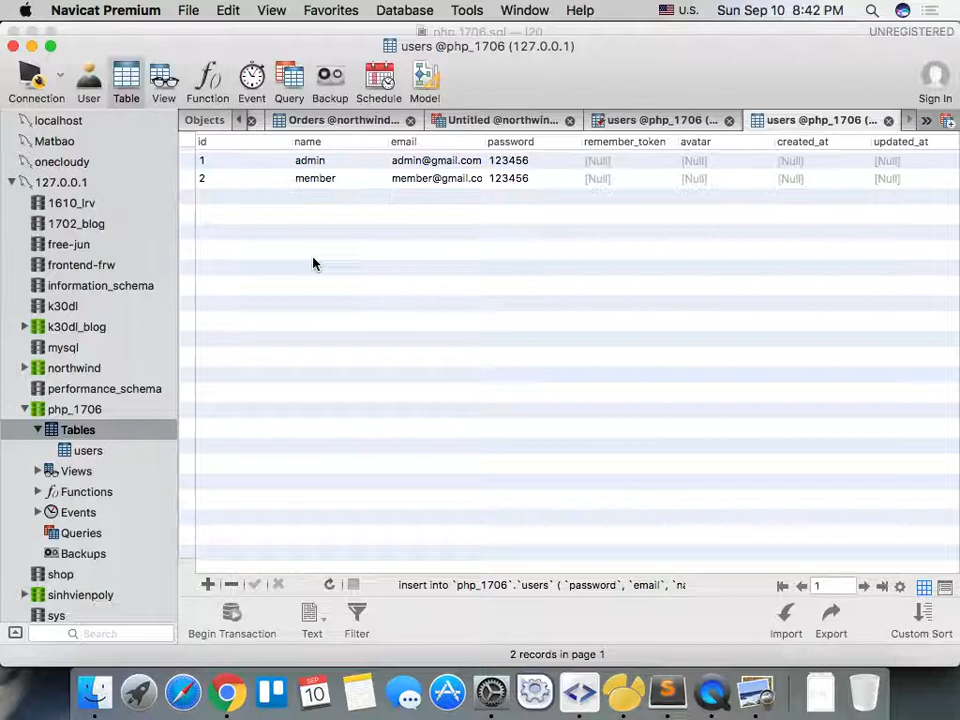 Navicat Premium File Edit View Favorites Database Tools Window Help U.S. Sun Sep 10 8:42 PM
php_1706.sql — l20
UNREGISTERED
users @php_1706 (127.0.0.1)
Connection User Table View Function Event Query Backup Schedule Model Sign In
Objects Orders @northwind... Untitled @northwin... users @php_1706 (... users @php_1706 (...
id name email password remember_token avatar created_at updated_at
1 admin admin@gmail.com 123456 [Null] [Null] [Null] [Null]
2 member member@gmail.co 123456 [Null] [Null] [Null] [Null]
localhost
Matbao
onecloudy
127.0.0.1
1610_lrv
1702_blog
free-jun
frontend-frw
information_schema
k30dl
k30dl_blog
mysql
northwind
performance_schema
php_1706
Tables
users
Views
Functions
Events
Queries
Backups
shop
sinhvienpoly
sys
Search
insert into `php_1706`.`users` ( `password`, `email`, `na
1
Begin Transaction Text Filter Import Export Custom Sort
2 records in page 1
SEP
10